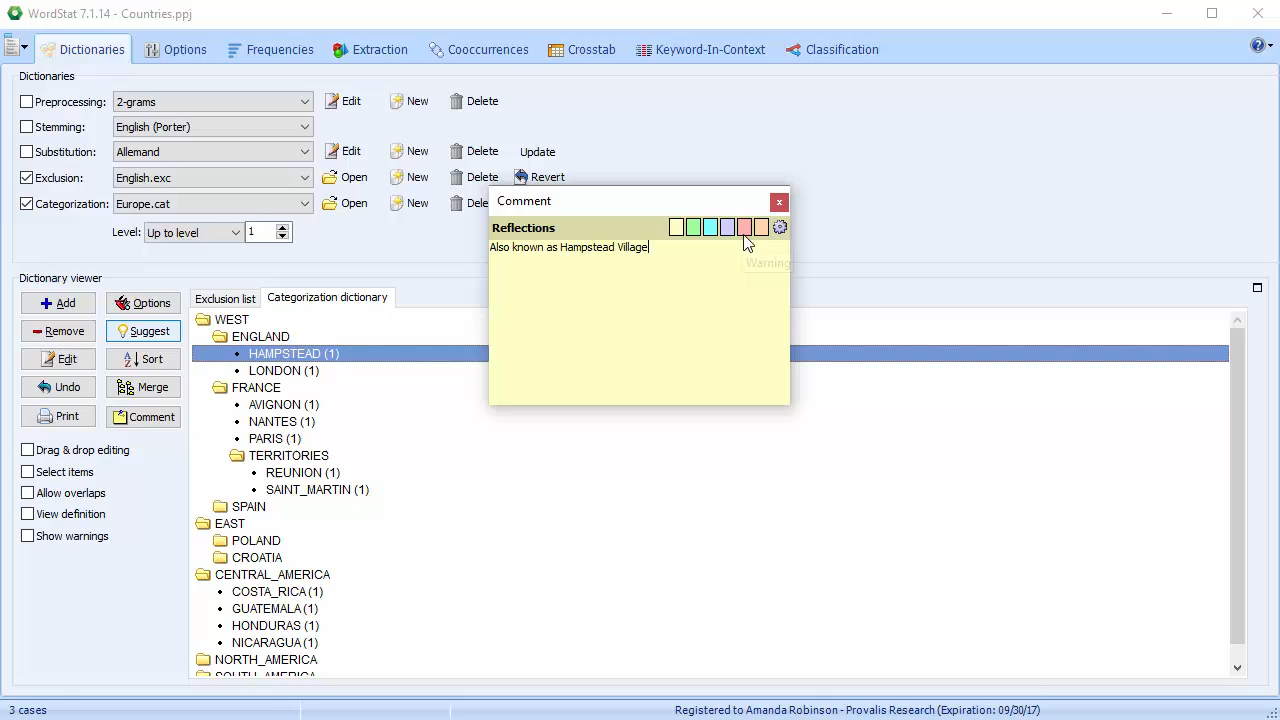 WordStat 7.1.14 - Countries.ppj
Dictionaries Options Frequencies Extraction Cooccurrences Crosstab Keyword-In-Context Classification ?
Dictionaries
Preprocessing: 2-grams Edit New Delete
Stemming: English (Porter)
Substitution: Allemand Edit New Delete Update
Exclusion: English.exc Open New Delete Revert
Categorization: Europe.cat Open New Dele
Level: Up to level 1
Comment
Reflections
Also known as Hampstead Village
Warning
Dictionary viewer
Add Options
Remove Suggest
Edit Sort
Undo Merge
Print Comment
Drag & drop editing
Select items
Allow overlaps
View definition
Show warnings
Exclusion list Categorization dictionary
WEST
ENGLAND
HAMPSTEAD (1)
LONDON (1)
FRANCE
AVIGNON (1)
NANTES (1)
PARIS (1)
TERRITORIES
REUNION (1)
SAINT_MARTIN (1)
SPAIN
EAST
POLAND
CROATIA
CENTRAL_AMERICA
COSTA_RICA (1)
GUATEMALA (1)
HONDURAS (1)
NICARAGUA (1)
NORTH_AMERICA
SOUTH_AMERICA
3 cases
Registered to Amanda Robinson - Provalis Research (Expiration: 09/30/17)